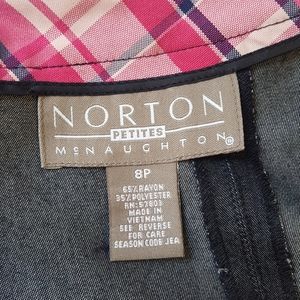 NORTON
PETITES
McNAUGHTON®
8P
65% RAYON
35% POLYESTER
RN: 57803
MADE IN
VIETNAM
SEE REVERSE
FOR CARE
SEASON CODE JEA